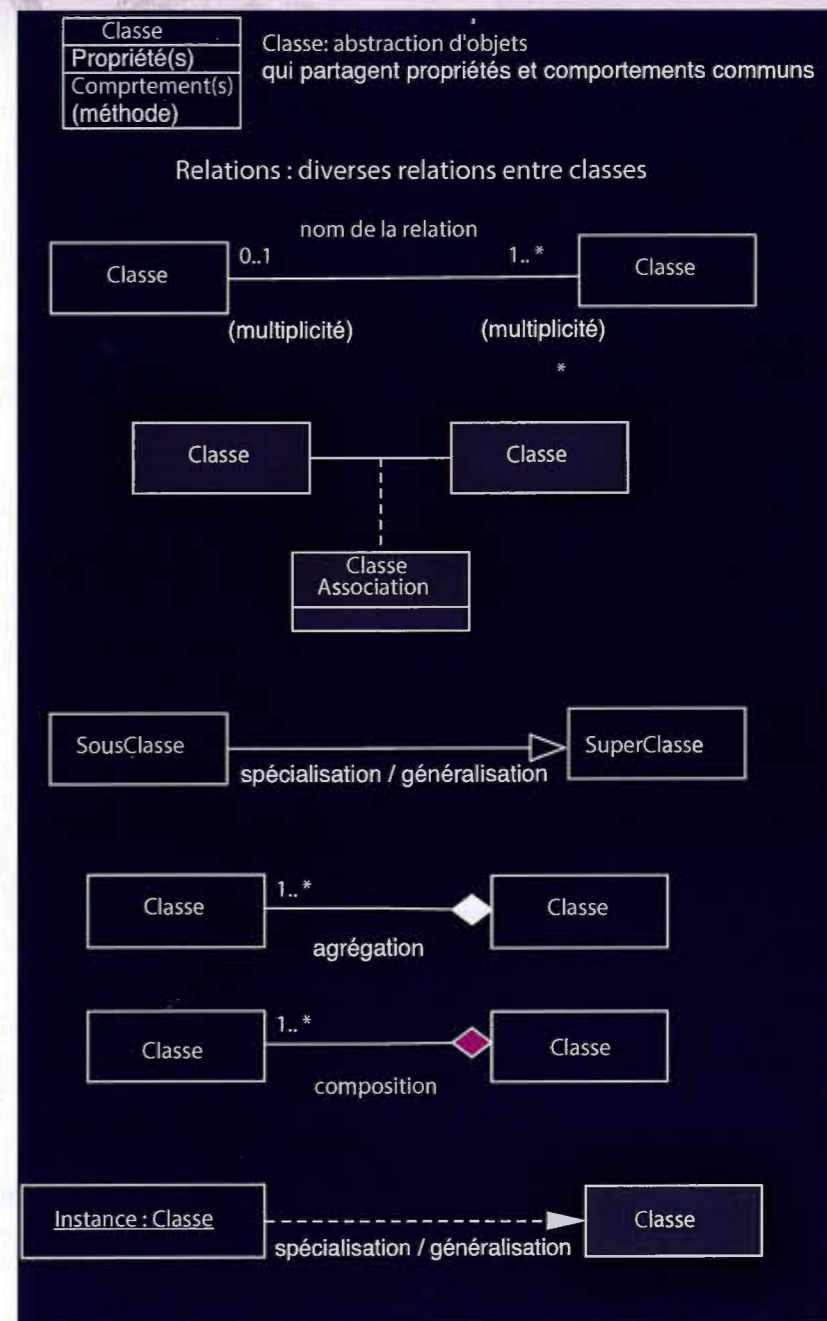 Classe
Propriété(s)
Comprtement(s)
(méthode)
Classe: abstraction d'objets
qui partagent propriétés et comportements communs
Relations : diverses relations entre classes
nom de la relation
Classe
0..1
1.. *
Classe
(multiplicité)
(multiplicité)
*
Classe
Classe
Classe
Association
SousClasse
SuperClasse
spécialisation / généralisation
Classe
1.. *
Classe
agrégation
Classe
1.. *
Classe
composition
Instance : Classe
Classe
spécialisation / généralisation